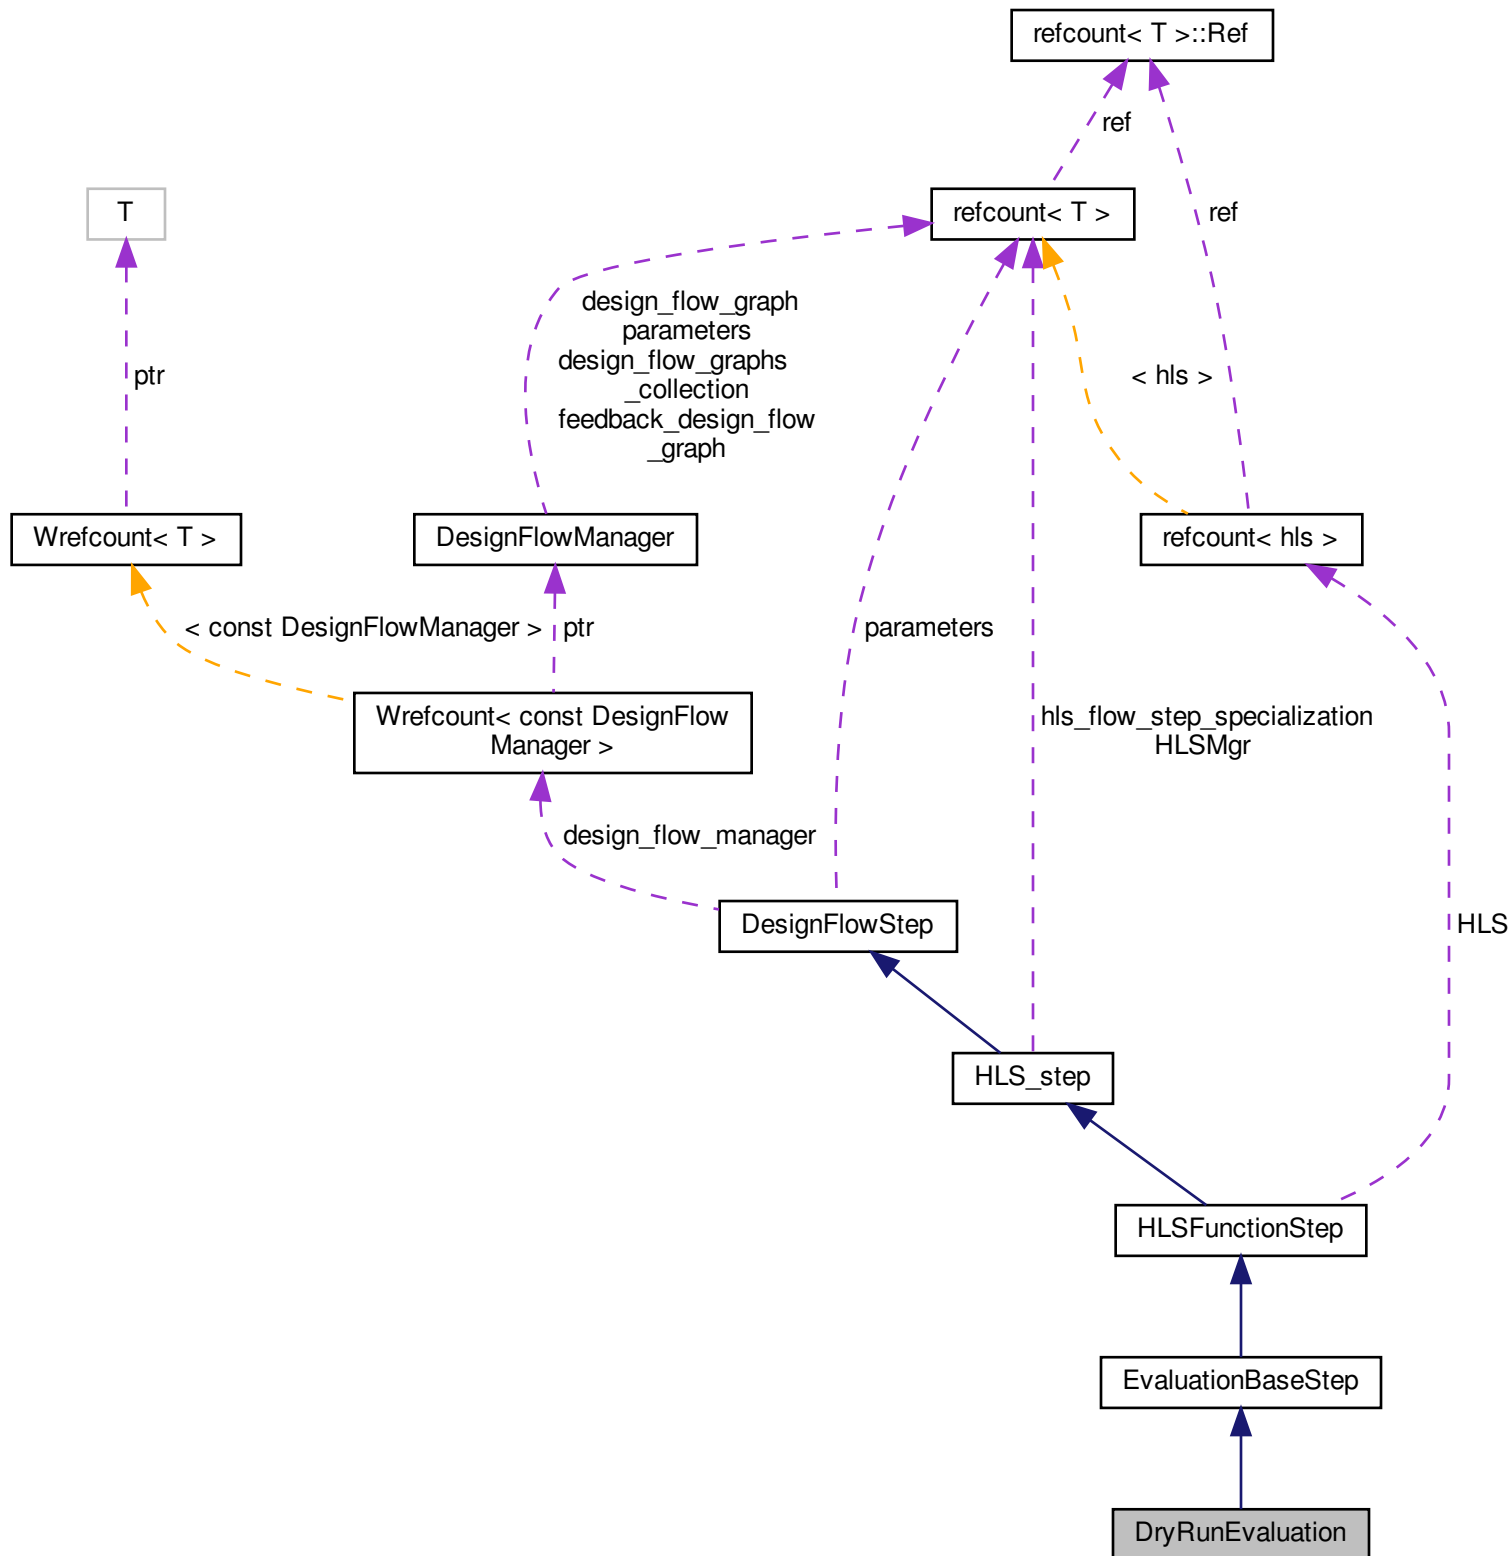 refcount< T >::Ref
ref
T
refcount< T >
ref
design_flow_graph
parameters
design_flow_graphs
_collection
feedback_design_flow
_graph
ptr
< hls >
Wrefcount< T >
DesignFlowManager
refcount< hls >
< const DesignFlowManager >
ptr
parameters
Wrefcount< const DesignFlow
Manager >
hls_flow_step_specialization
HLSMgr
design_flow_manager
DesignFlowStep
HLS
HLS_step
HLSFunctionStep
EvaluationBaseStep
DryRunEvaluation